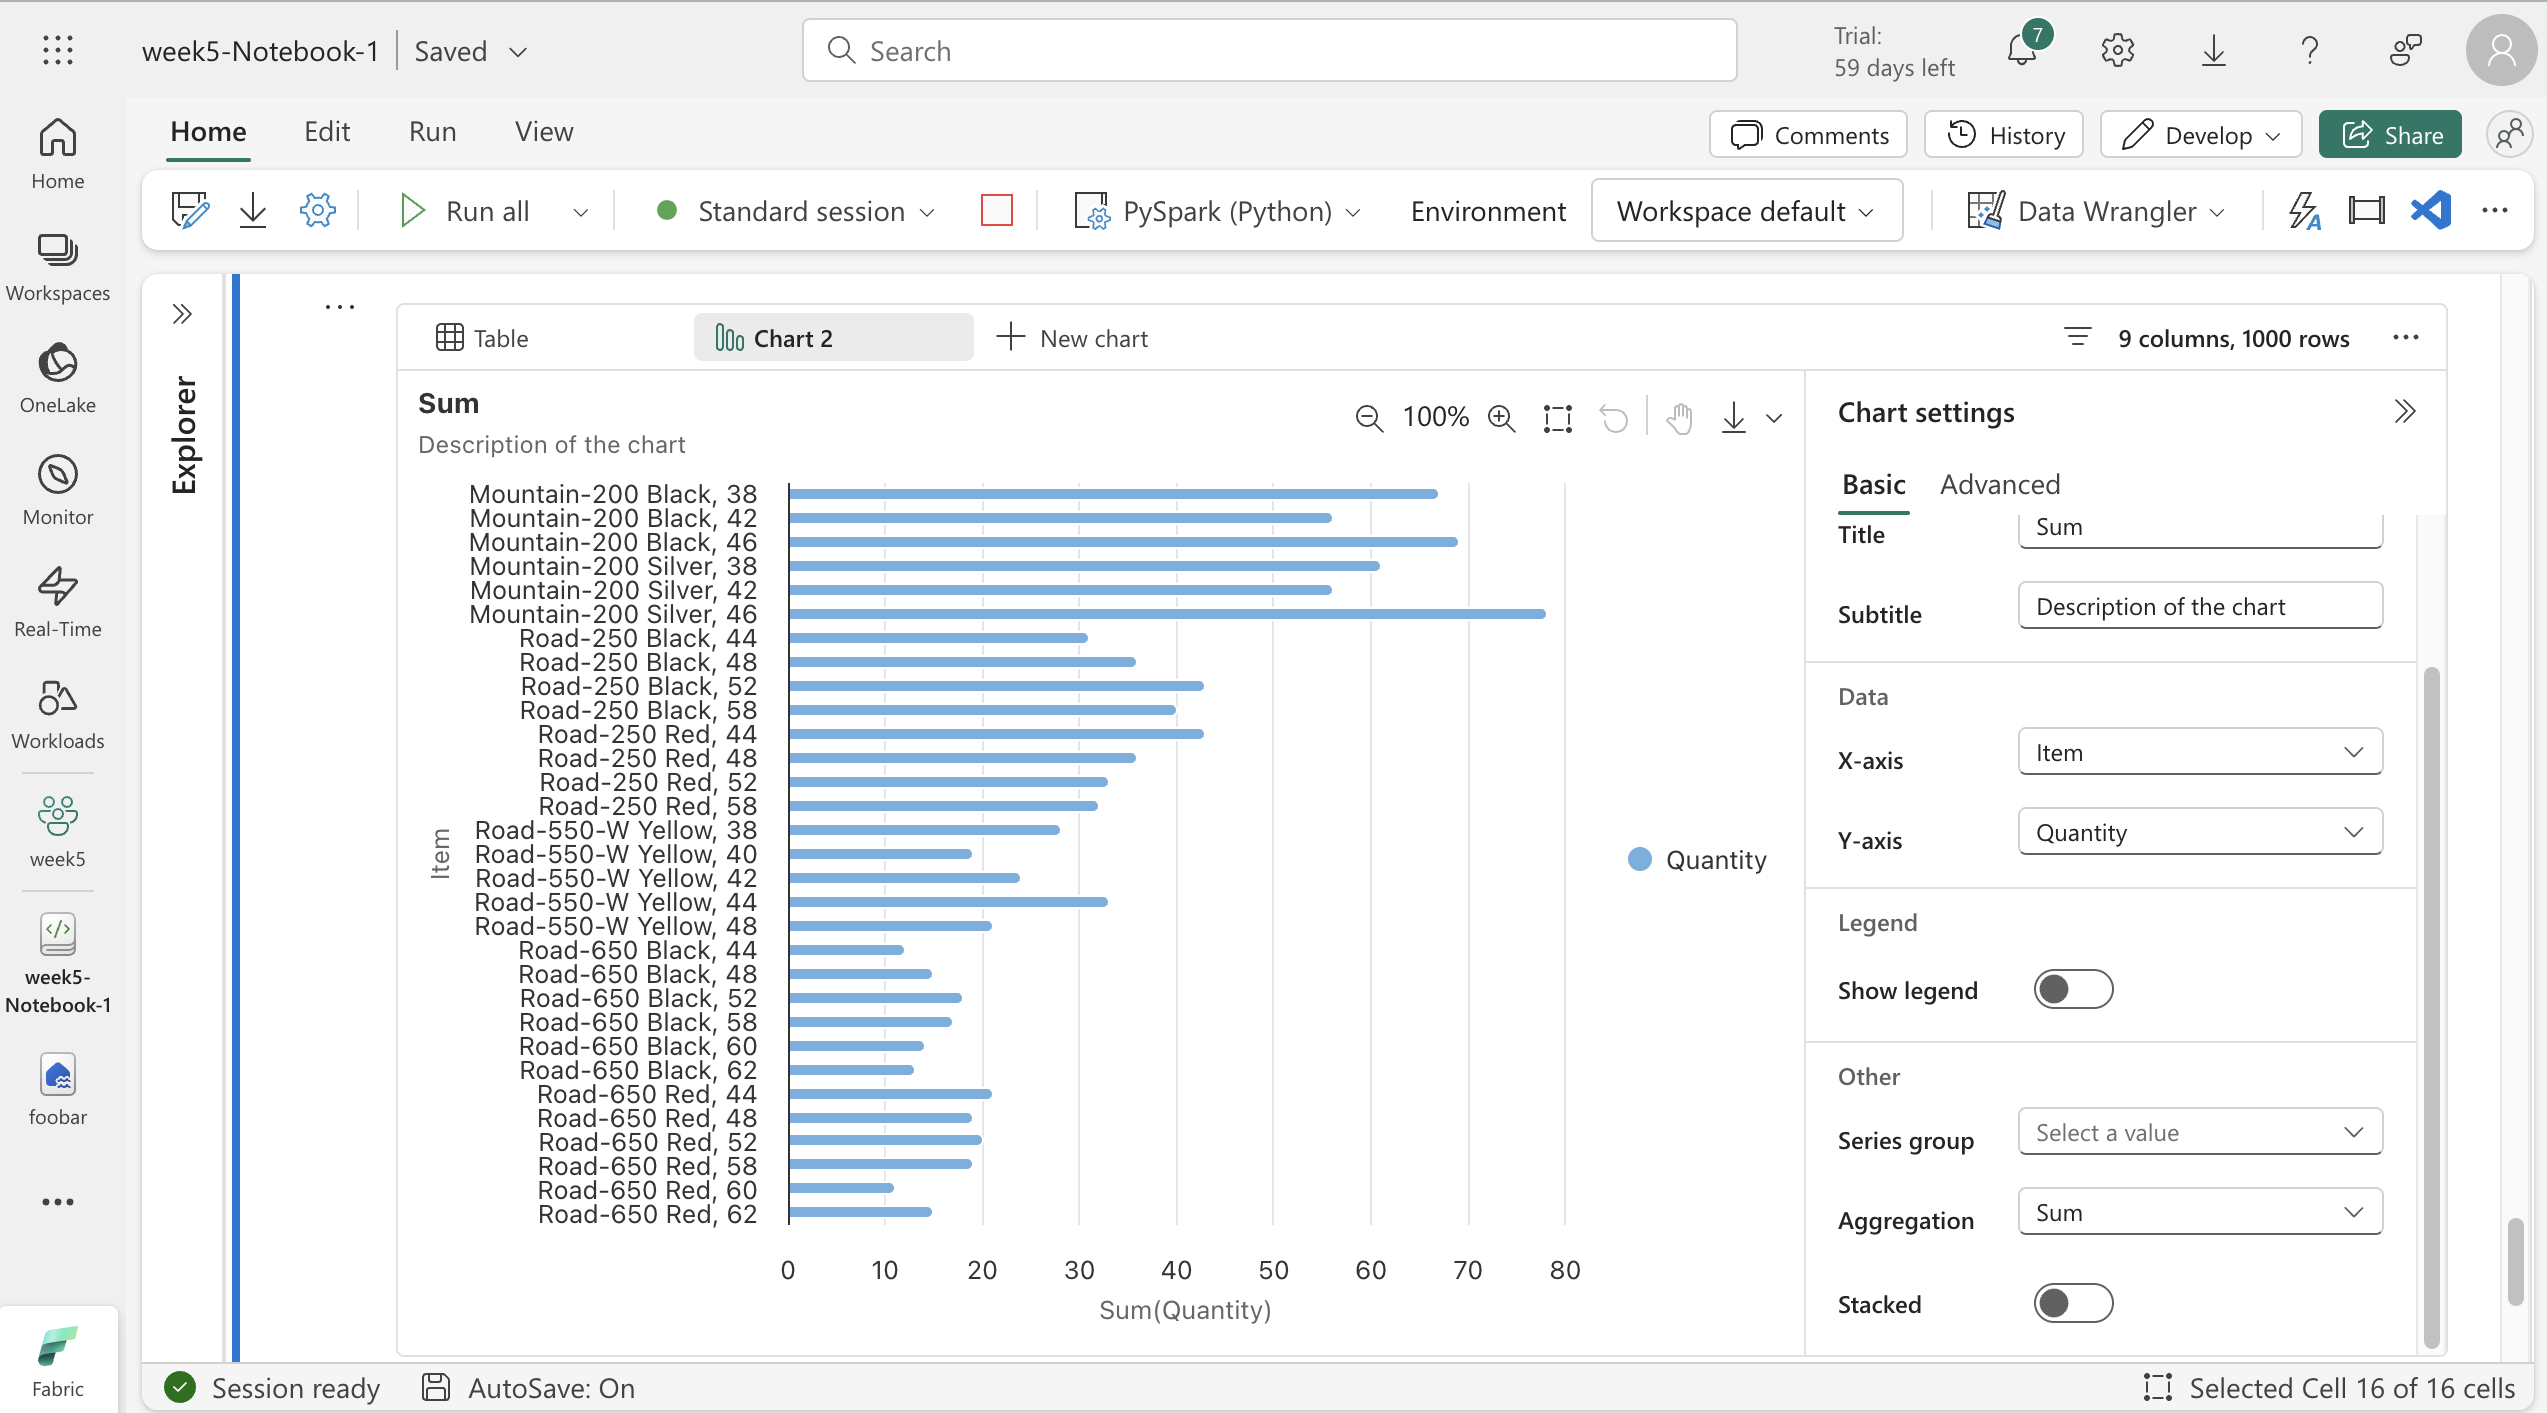 week5-Notebook-1 Saved
Search
Trial:
59 days left
7
Home Edit Run View
Comments History Develop Share
Run all Standard session PySpark (Python) Environment Workspace default Data Wrangler
Home
Workspaces
OneLake
Monitor
Real-Time
Workloads
week5
week5-
Notebook-1
foobar
Fabric
Explorer
Table Chart 2 New chart 9 columns, 1000 rows
Sum
Description of the chart
100%
Mountain-200 Black, 38
Mountain-200 Black, 42
Mountain-200 Black, 46
Mountain-200 Silver, 38
Mountain-200 Silver, 42
Mountain-200 Silver, 46
Road-250 Black, 44
Road-250 Black, 48
Road-250 Black, 52
Road-250 Black, 58
Road-250 Red, 44
Road-250 Red, 48
Road-250 Red, 52
Road-250 Red, 58
Road-550-W Yellow, 38
Road-550-W Yellow, 40
Road-550-W Yellow, 42
Road-550-W Yellow, 44
Road-550-W Yellow, 48
Road-650 Black, 44
Road-650 Black, 48
Road-650 Black, 52
Road-650 Black, 58
Road-650 Black, 60
Road-650 Black, 62
Road-650 Red, 44
Road-650 Red, 48
Road-650 Red, 52
Road-650 Red, 58
Road-650 Red, 60
Road-650 Red, 62
Item
0 10 20 30 40 50 60 70 80
Sum(Quantity)
Quantity
Chart settings
Basic Advanced
Title Sum
Subtitle Description of the chart
Data
X-axis Item
Y-axis Quantity
Legend
Show legend
Other
Series group Select a value
Aggregation Sum
Stacked
Session ready AutoSave: On Selected Cell 16 of 16 cells